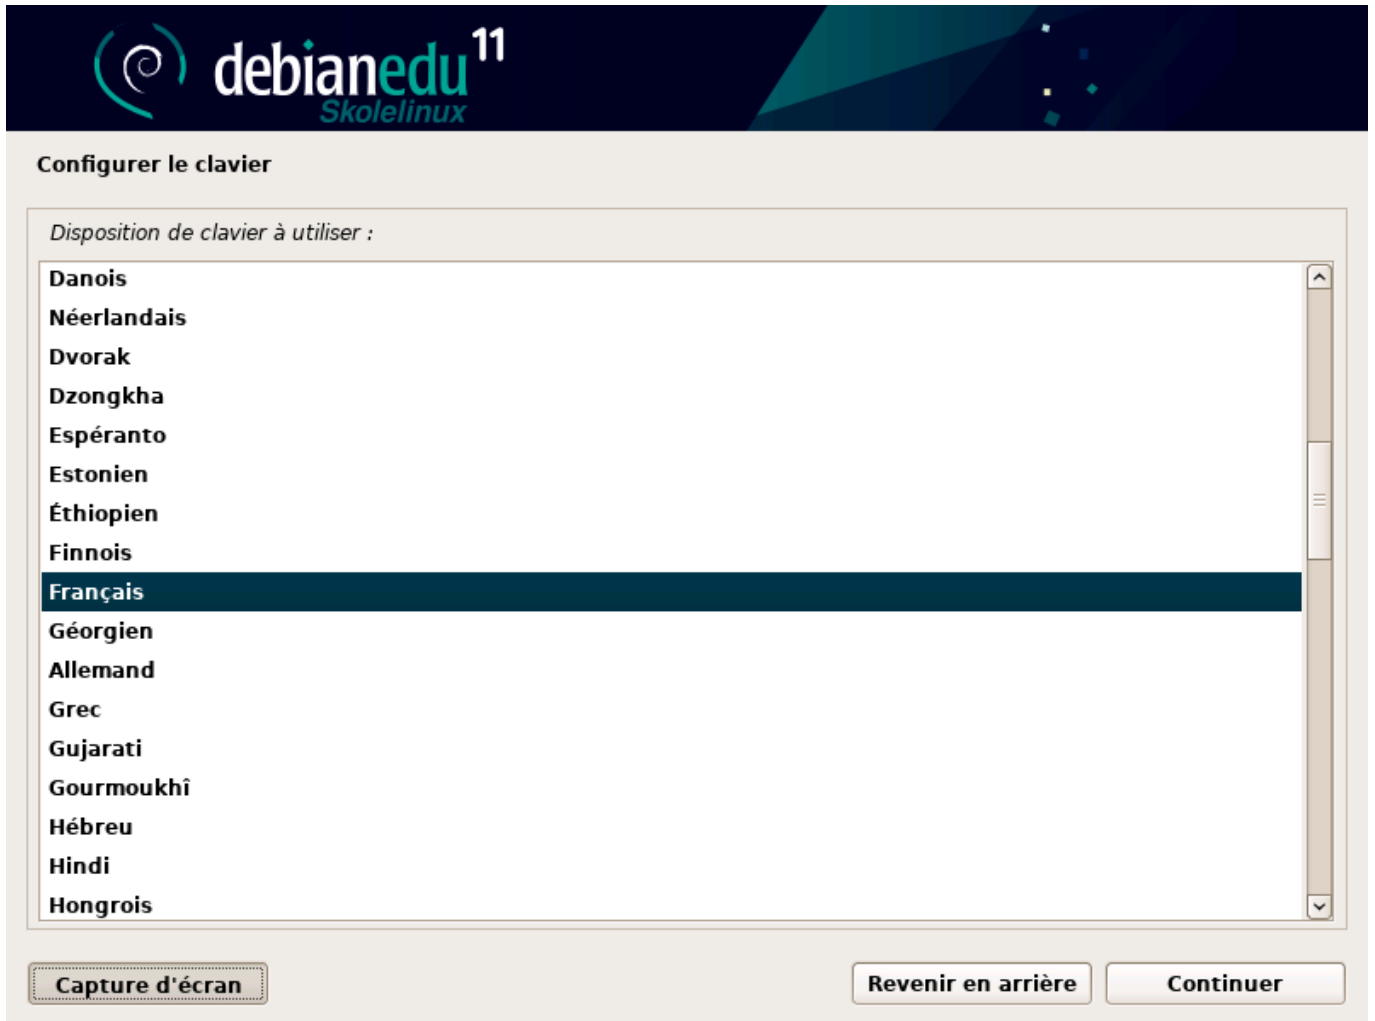 debianedu 11
Skolelinux
Configurer le clavier
Disposition de clavier à utiliser :
Danois
Néerlandais
Dvorak
Dzongkha
Espéranto
Estonien
Éthiopien
Finnois
Français
Géorgien
Allemand
Grec
Gujarati
Gourmoukhî
Hébreu
Hindi
Hongrois
Capture d'écran
Revenir en arrière
Continuer